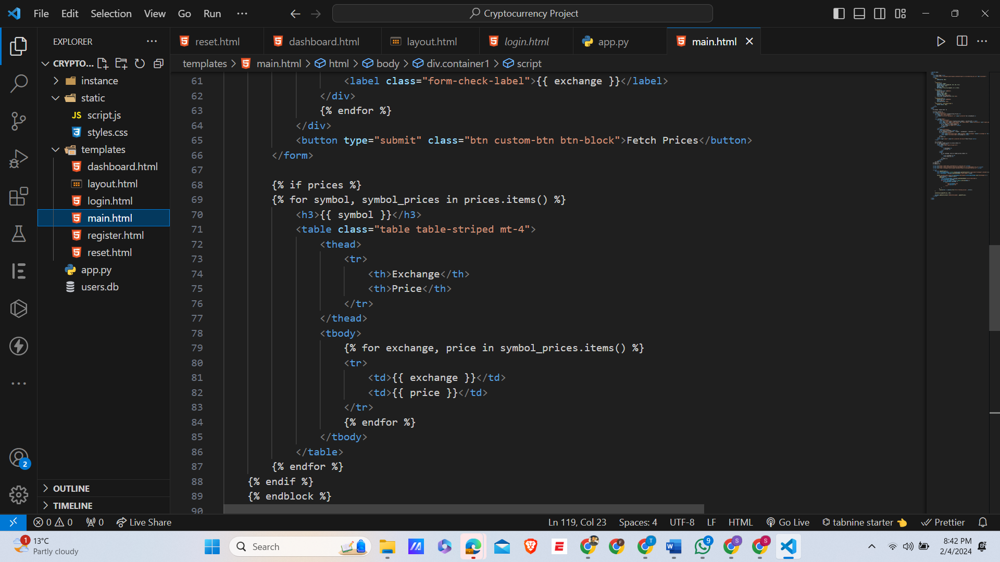 File Edit Selection View Go Run ···
Cryptocurrency Project
EXPLORER
reset.html
dashboard.html
layout.html
login.html
app.py
main.html
CRYPTO...
templates > main.html > html > body > div.container1 > script
instance
static
JS script.js
styles.css
templates
dashboard.html
layout.html
login.html
main.html
register.html
reset.html
app.py
users.db
OUTLINE
TIMELINE
2
61 <label class="form-check-label">{{ exchange }}</label>
62 </div>
63 {% endfor %}
64 </div>
65 <button type="submit" class="btn custom-btn btn-block">Fetch Prices</button>
66 </form>
67
68 {% if prices %}
69 {% for symbol, symbol_prices in prices.items() %}
70 <h3>{{ symbol }}</h3>
71 <table class="table table-striped mt-4">
72 <thead>
73 <tr>
74 <th>Exchange</th>
75 <th>Price</th>
76 </tr>
77 </thead>
78 <tbody>
79 {% for exchange, price in symbol_prices.items() %}
80 <tr>
81 <td>{{ exchange }}</td>
82 <td>{{ price }}</td>
83 </tr>
84 {% endfor %}
85 </tbody>
86 </table>
87 {% endfor %}
88 {% endif %}
89 {% endblock %}
90
0 0 0 Live Share Ln 119, Col 23 Spaces: 4 UTF-8 LF HTML Go Live tabnine starter Prettier
1 13°C
Partly cloudy
Search
F
T
W
9
S
S
8:42 PM
2/4/2024